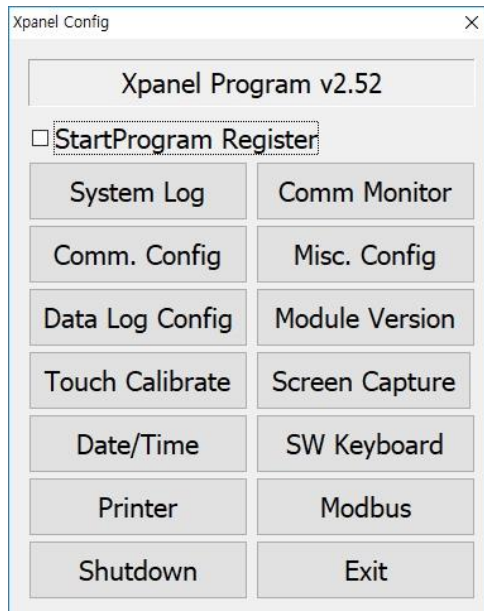 Xpanel Config
Xpanel Program v2.52
StartProgram Register
System Log Comm Monitor
Comm. Config Misc. Config
Data Log Config Module Version
Touch Calibrate Screen Capture
Date/Time SW Keyboard
Printer Modbus
Shutdown Exit